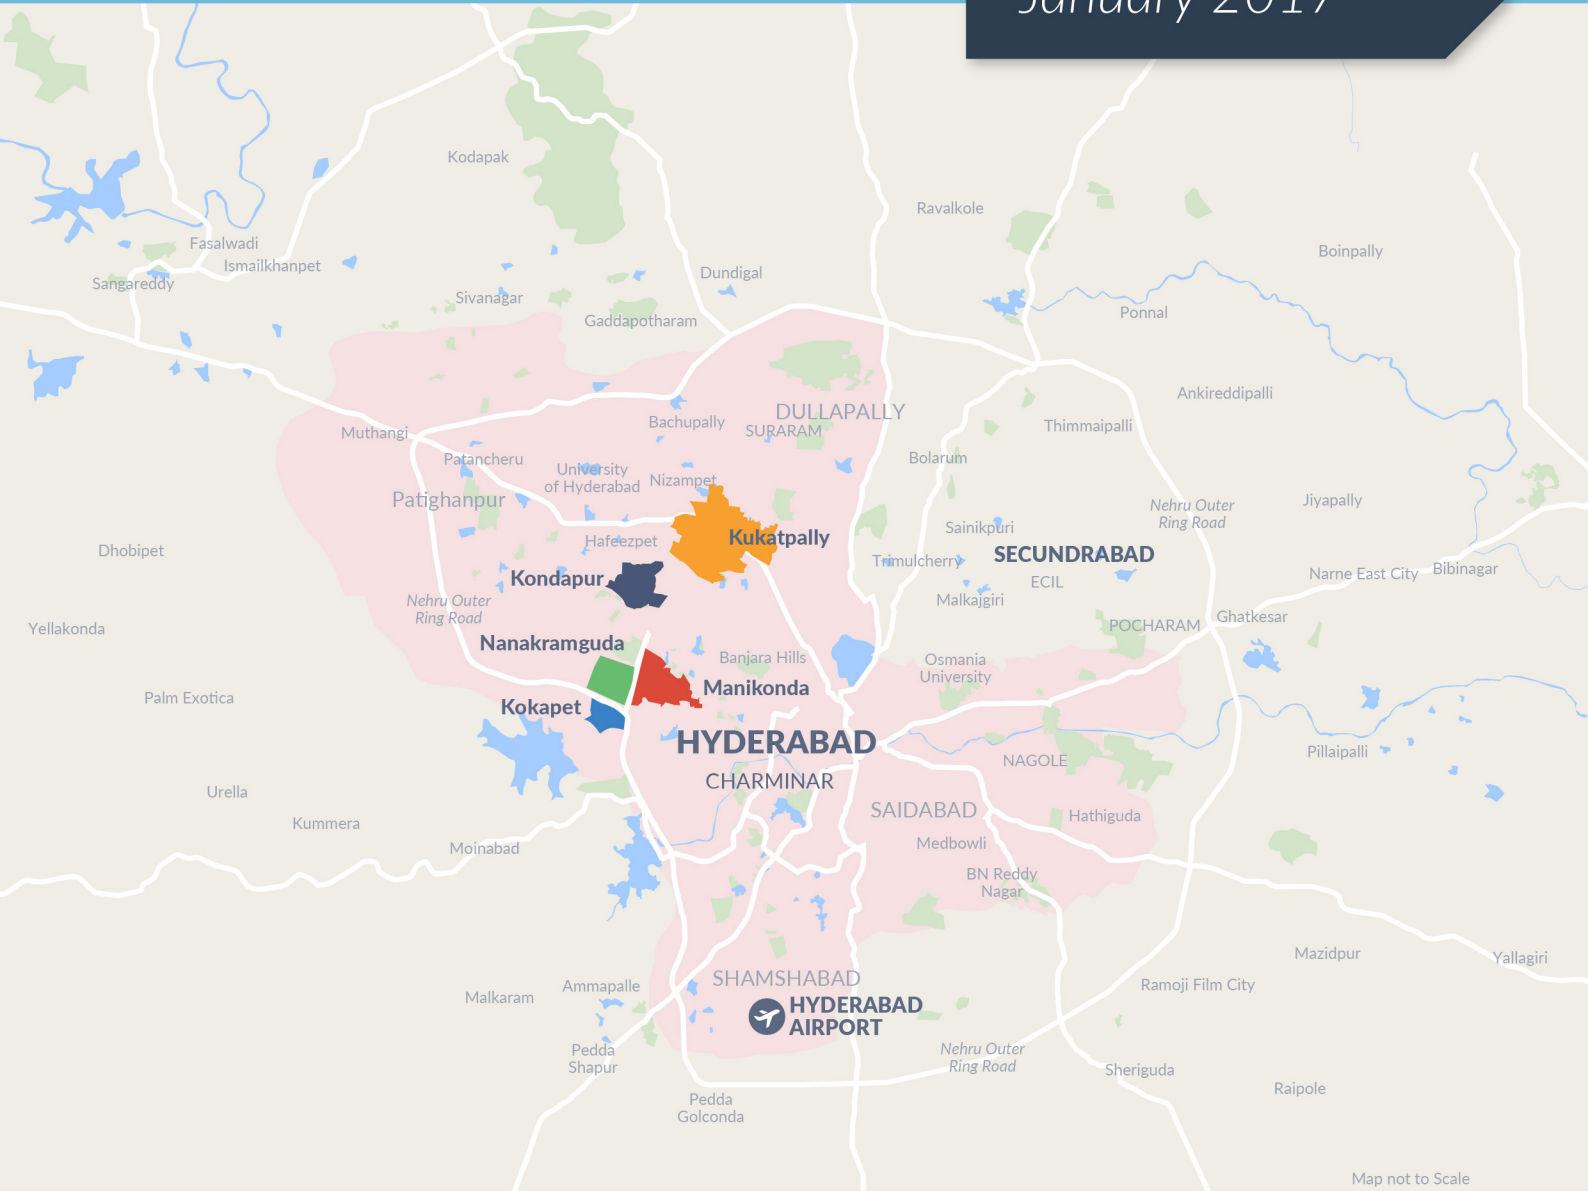 January 2017
Kodapak
Ravalkole
Fasalwadi
Boinpally
Ismailkhanpet
Dundigal
Sangareddy
Sivanagar
Ponnal
Gaddapotharam
Ankireddipalli
DULLAPALLY
Bachupally
SURARAM
Thimmaipalli
Muthangi
Patancheru
Bolarum
University
of Hyderabad
Nizampet
Patighanpur
Jiyapally
Nehru Outer
Ring Road
Sainikpuri
Kukatpally
Hafeezpet
Dhobipet
SECUNDRABAD
Trimulcherry
Bibinagar
Narne East City
Kondapur
ECIL
Malkajgiri
Nehru Outer
Ring Road
Ghatkesar
POCHARAM
Yellakonda
Nanakramguda
Banjara Hills
Osmania
University
Manikonda
Palm Exotica
Kokapet
HYDERABAD
Pillaipalli
NAGOLE
CHARMINAR
Urella
SAIDABAD
Hathiguda
Kummera
Medbowli
Moinabad
BN Reddy
Nagar
Mazidpur
Yallagiri
SHAMSHABAD
Ammapalle
Ramoji Film City
Malkaram
HYDERABAD
AIRPORT
Pedda
Shapur
Nehru Outer
Ring Road
Sheriguda
Raipole
Pedda
Golconda
Map not to Scale